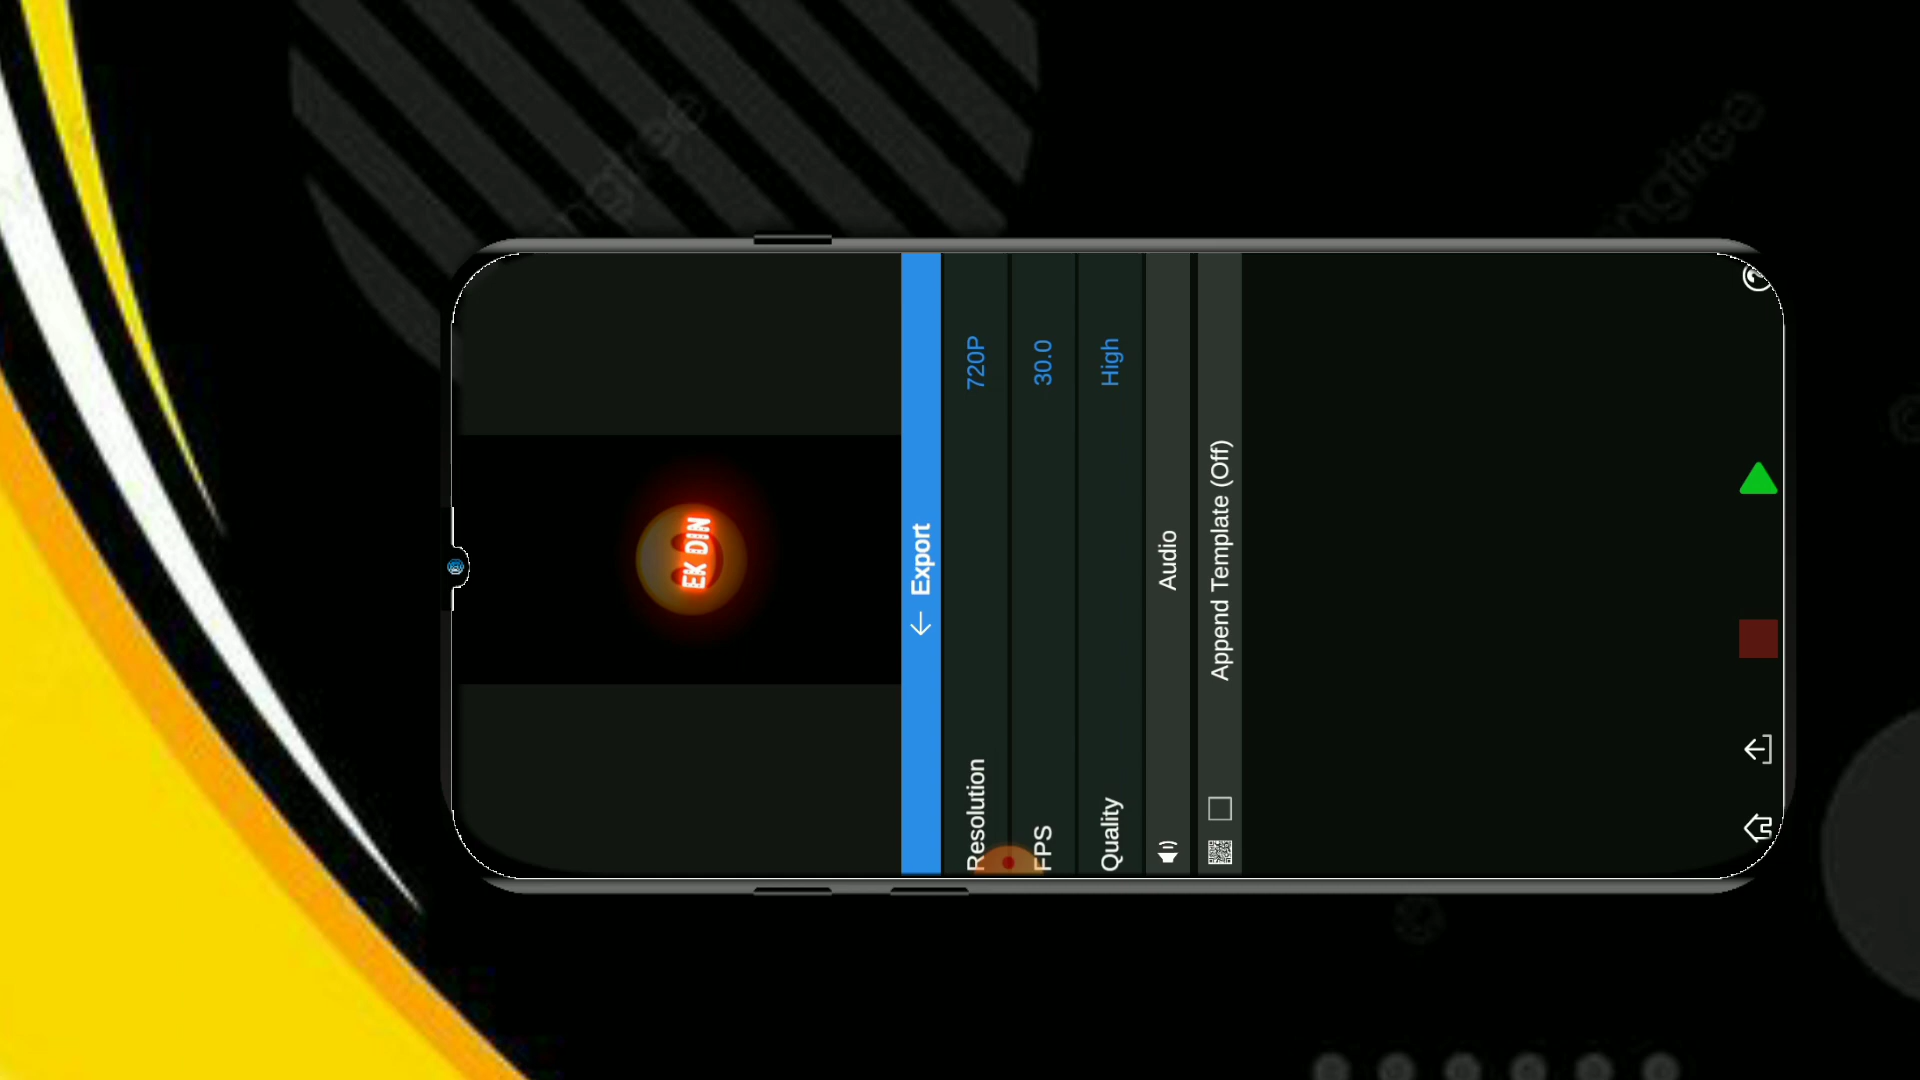 EK DIN
Export
Resolution 720P
FPS 30.0
Quality High
Audio
Append Template (Off)